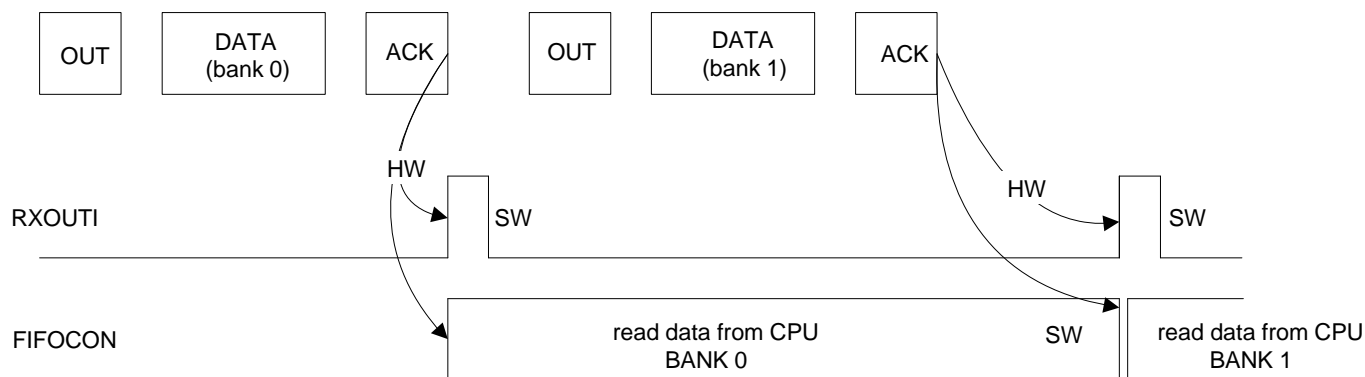 OUT
DATA
(bank 0)
ACK
OUT
DATA
(bank 1)
ACK
HW
HW
RXOUTI
SW
SW
FIFOCON
read data from CPU
BANK 0
SW
read data from CPU
BANK 1